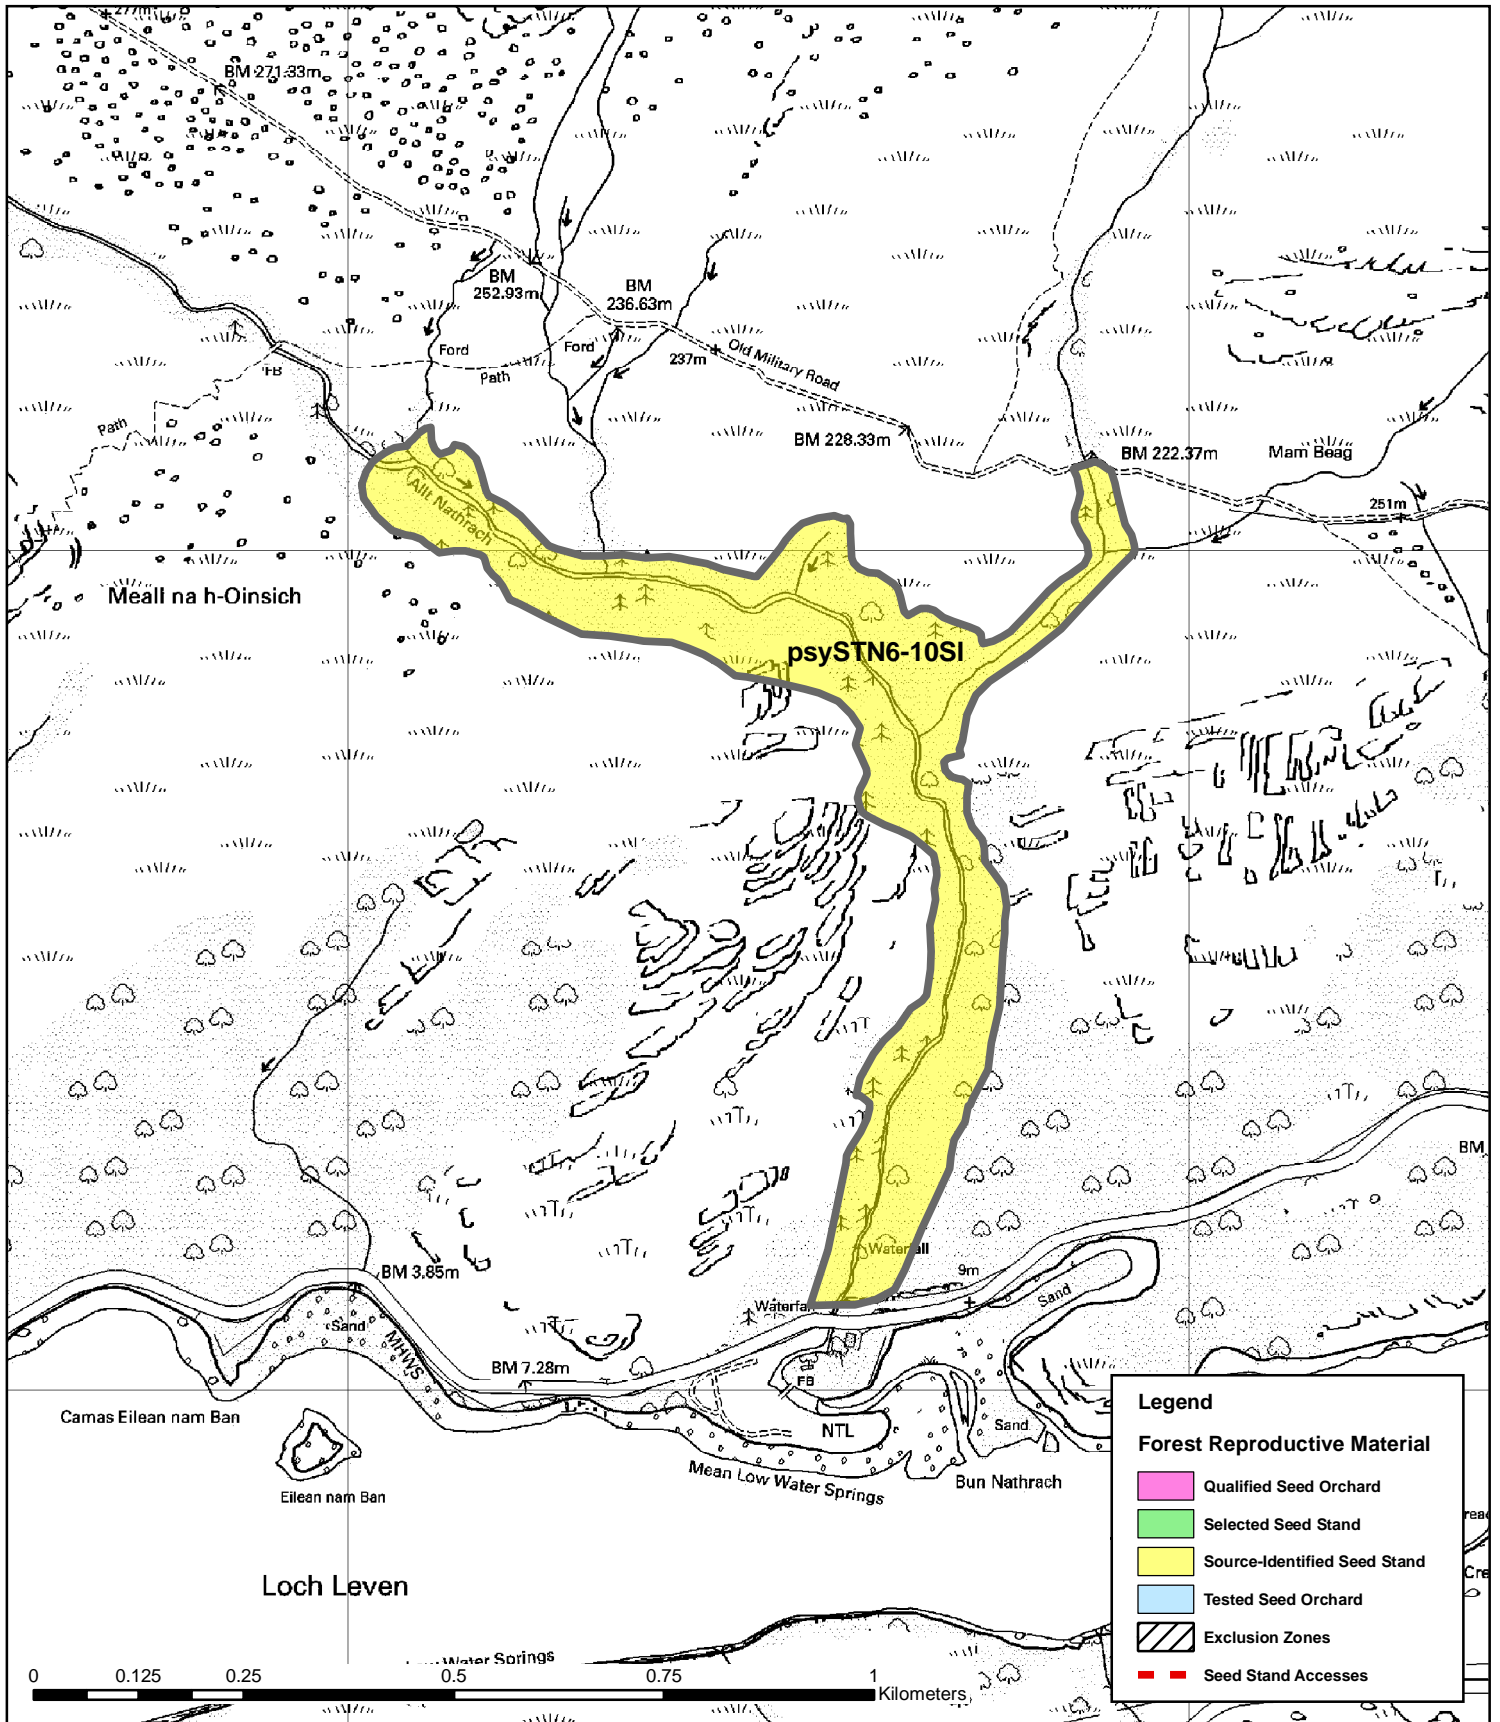 277m
BM 271.33m
BM
252.93m
BM
236.63m
Ford
Ford
237m
Old Military Road
FB
Path
Path
BM 228.33m
BM 222.37m
Mam Beag
251m
Allt Nathrach
Meall na h-Oinsich
psySTN6-10SI
BM
Waterfall
BM 3.85m
9m
Sand
Sand
MHWS
BM 7.28m
FB
Camas Eilean nam Ban
NTL
Sand
Mean Low Water Springs
Bun Nathrach
Eilean nam Ban
Loch Leven
Water Springs
Legend
Forest Reproductive Material
Qualified Seed Orchard
Selected Seed Stand
Source-Identified Seed Stand
Tested Seed Orchard
Exclusion Zones
Seed Stand Accesses
0 0.125 0.25 0.5 0.75 1
Kilometers